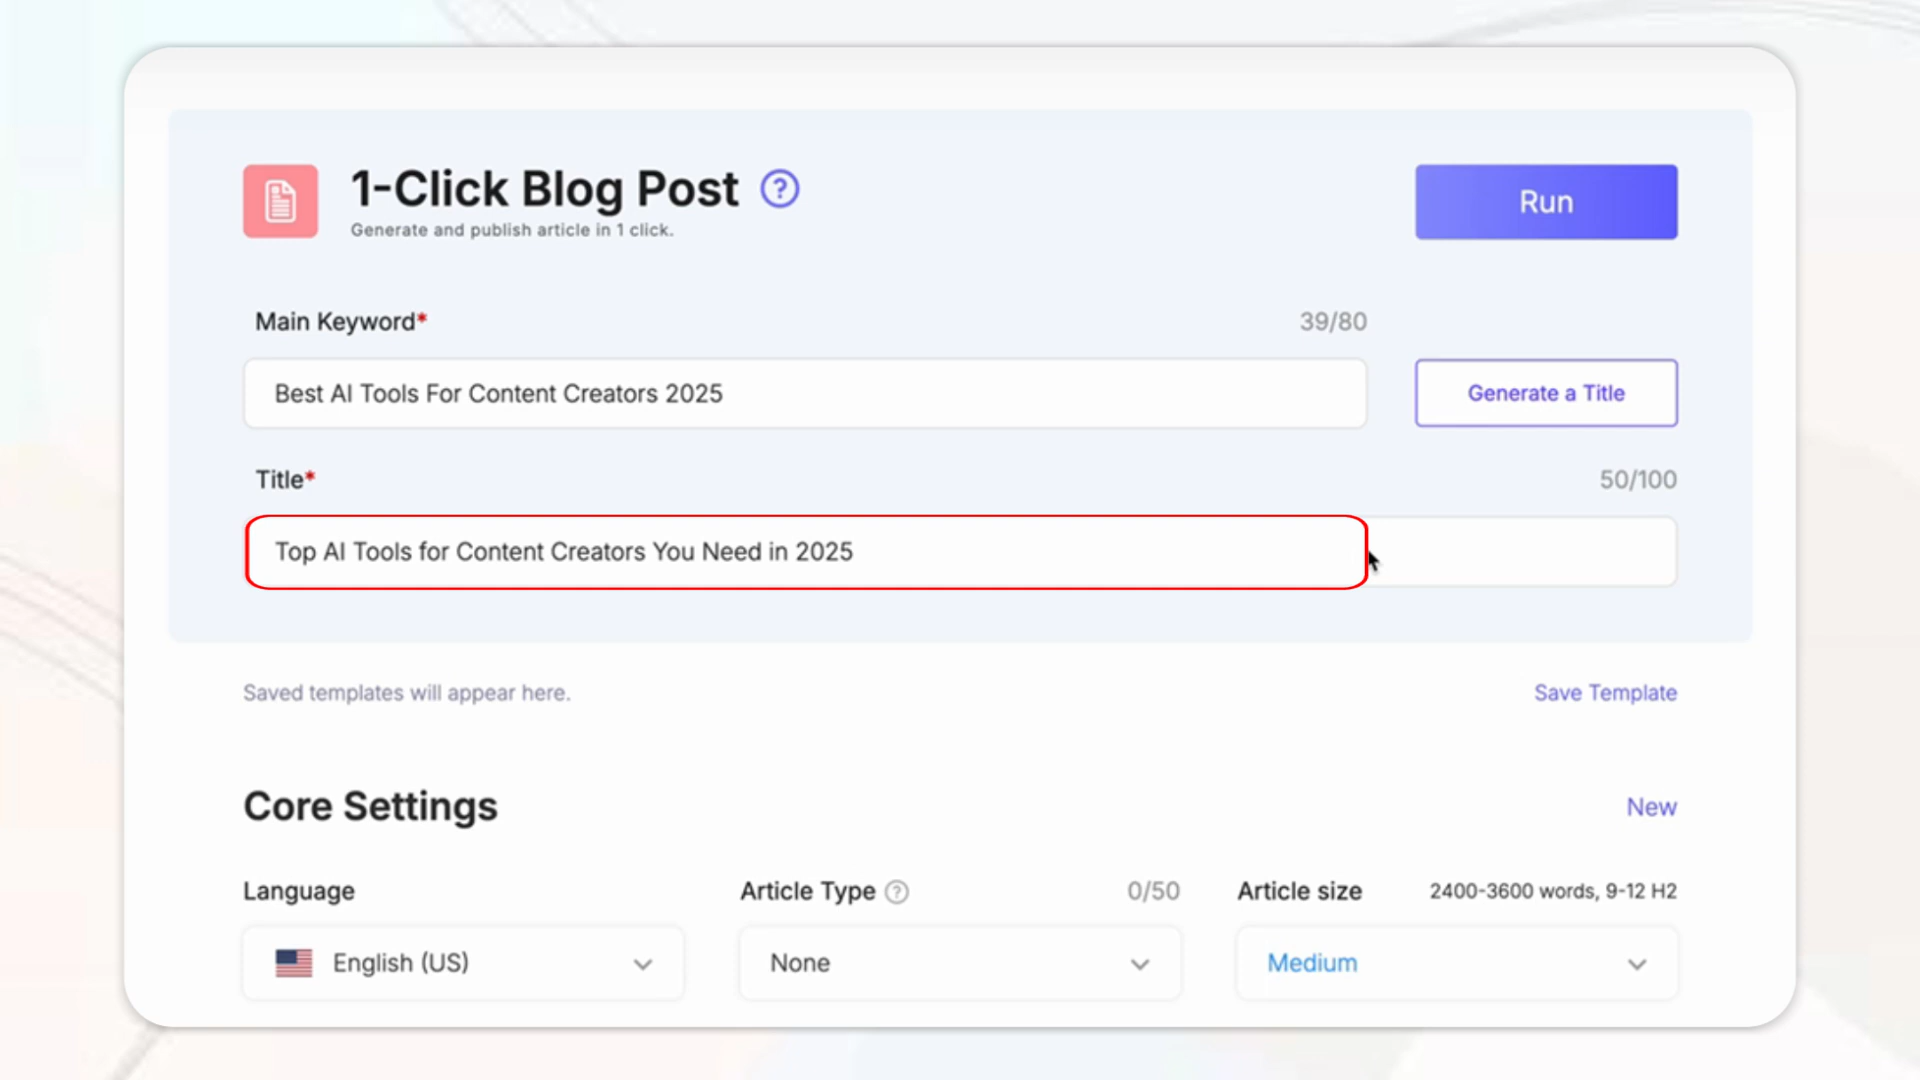 1-Click Blog Post ?
Generate and publish article in 1 click.
Run
Main Keyword*
39/80
Best AI Tools For Content Creators 2025
Generate a Title
Title*
50/100
Top AI Tools for Content Creators You Need in 2025
Saved templates will appear here.
Save Template
Core Settings
New
Language
Article Type ?
0/50
Article size
2400-3600 words, 9-12 H2
English (US)
None
Medium